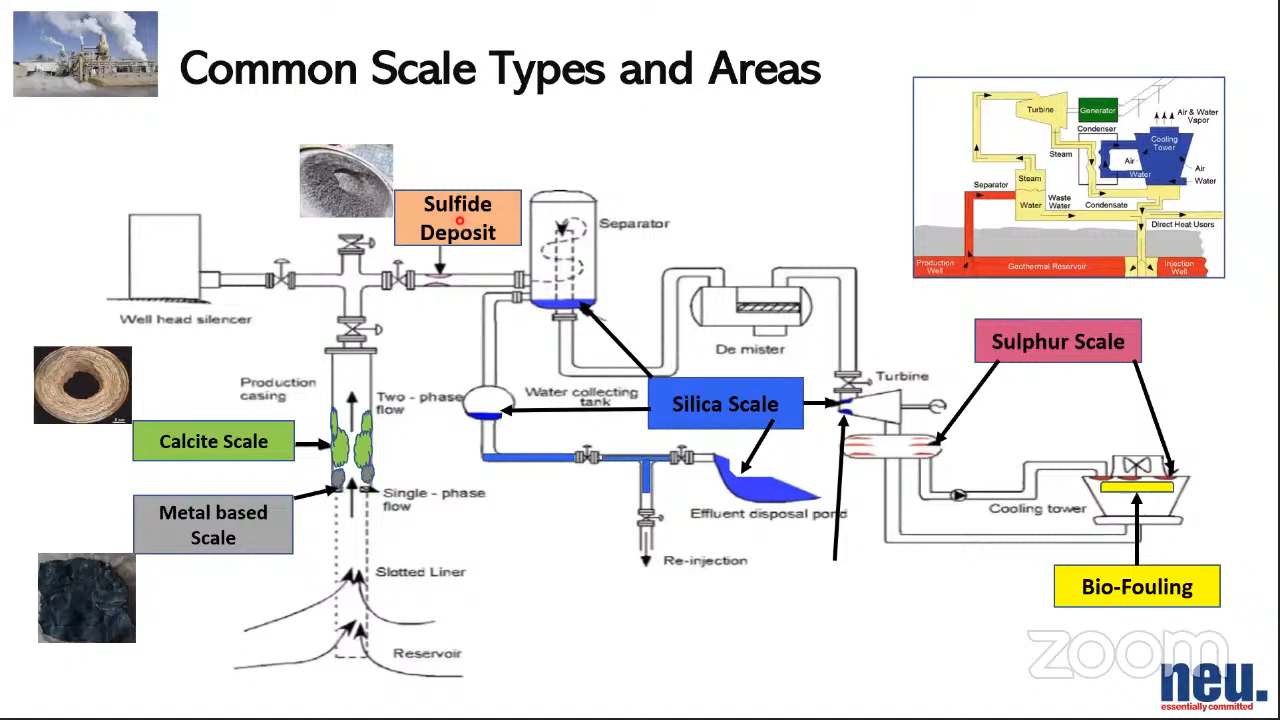 Common Scale Types and Areas
Turbine
Generator
Air & Water
Vapor
Condenser
Cooling
Tower
Steam
Air
Air
Water
Water
Separator
Steam
Water
Waste
Water
Condensate
Direct Heat Users
Production
Well
Geothermal Reservoir
Injection
Well
Sulfide
Deposit
Separator
Well head silencer
De mister
Sulphur Scale
Turbine
Production
casing
Two - phase
flow
Water collecting
tank
Silica Scale
Calcite Scale
Single - phase
flow
Metal based
Scale
Effluent disposal pond
Cooling tower
Re-injection
Slotted Liner
Bio-Fouling
Reservoir
zoom
neu.
essentially committed